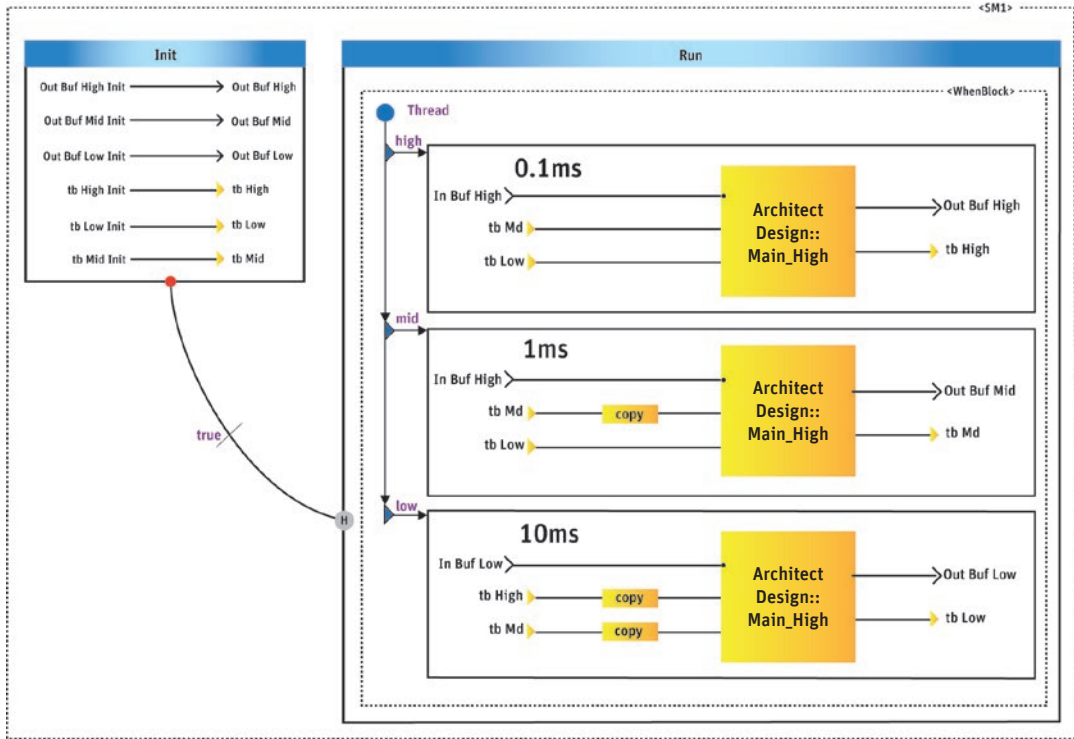 <SM1>
Init
Out Buf High Init
Out Buf High
Out Buf Mid Init
Out Buf Mid
Out Buf Low Init
Out Buf Low
tb High Init
tb High
tb Low Init
tb Low
tb Mid Init
tb Mid
true
H
Run
<WhenBlock>
Thread
high
0.1ms
In Buf High
tb Md
tb Low
Architect
Design::
Main_High
Out Buf High
tb High
mid
1ms
In Buf High
tb Md
copy
tb Low
Architect
Design::
Main_High
Out Buf Mid
tb Md
low
10ms
In Buf Low
tb High
copy
tb Md
copy
Architect
Design::
Main_High
Out Buf Low
tb Low